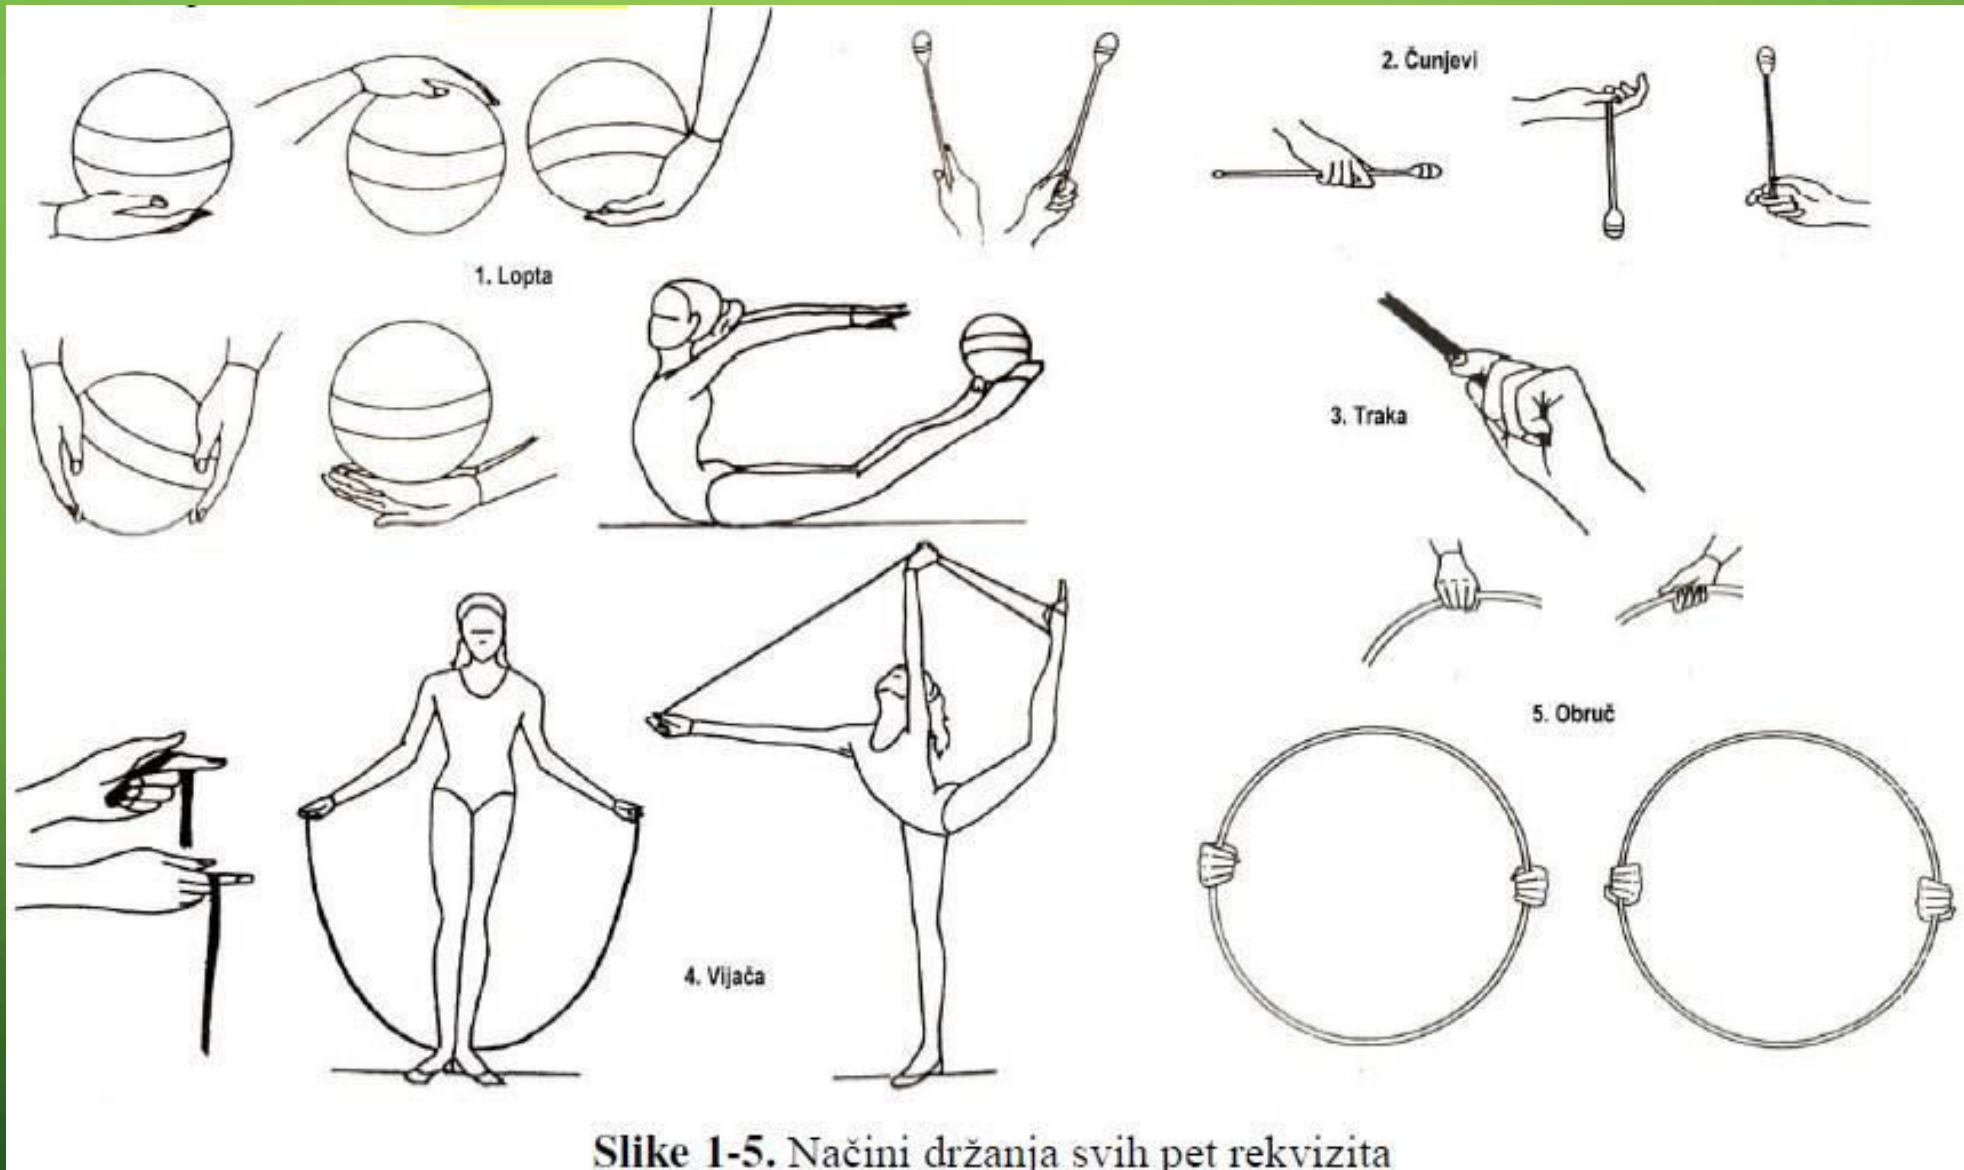 2. Čunjevi
1. Lopta
3. Traka
5. Obruč
4. Vijača
Slike 1-5. Načini držanja svih pet rekvizita